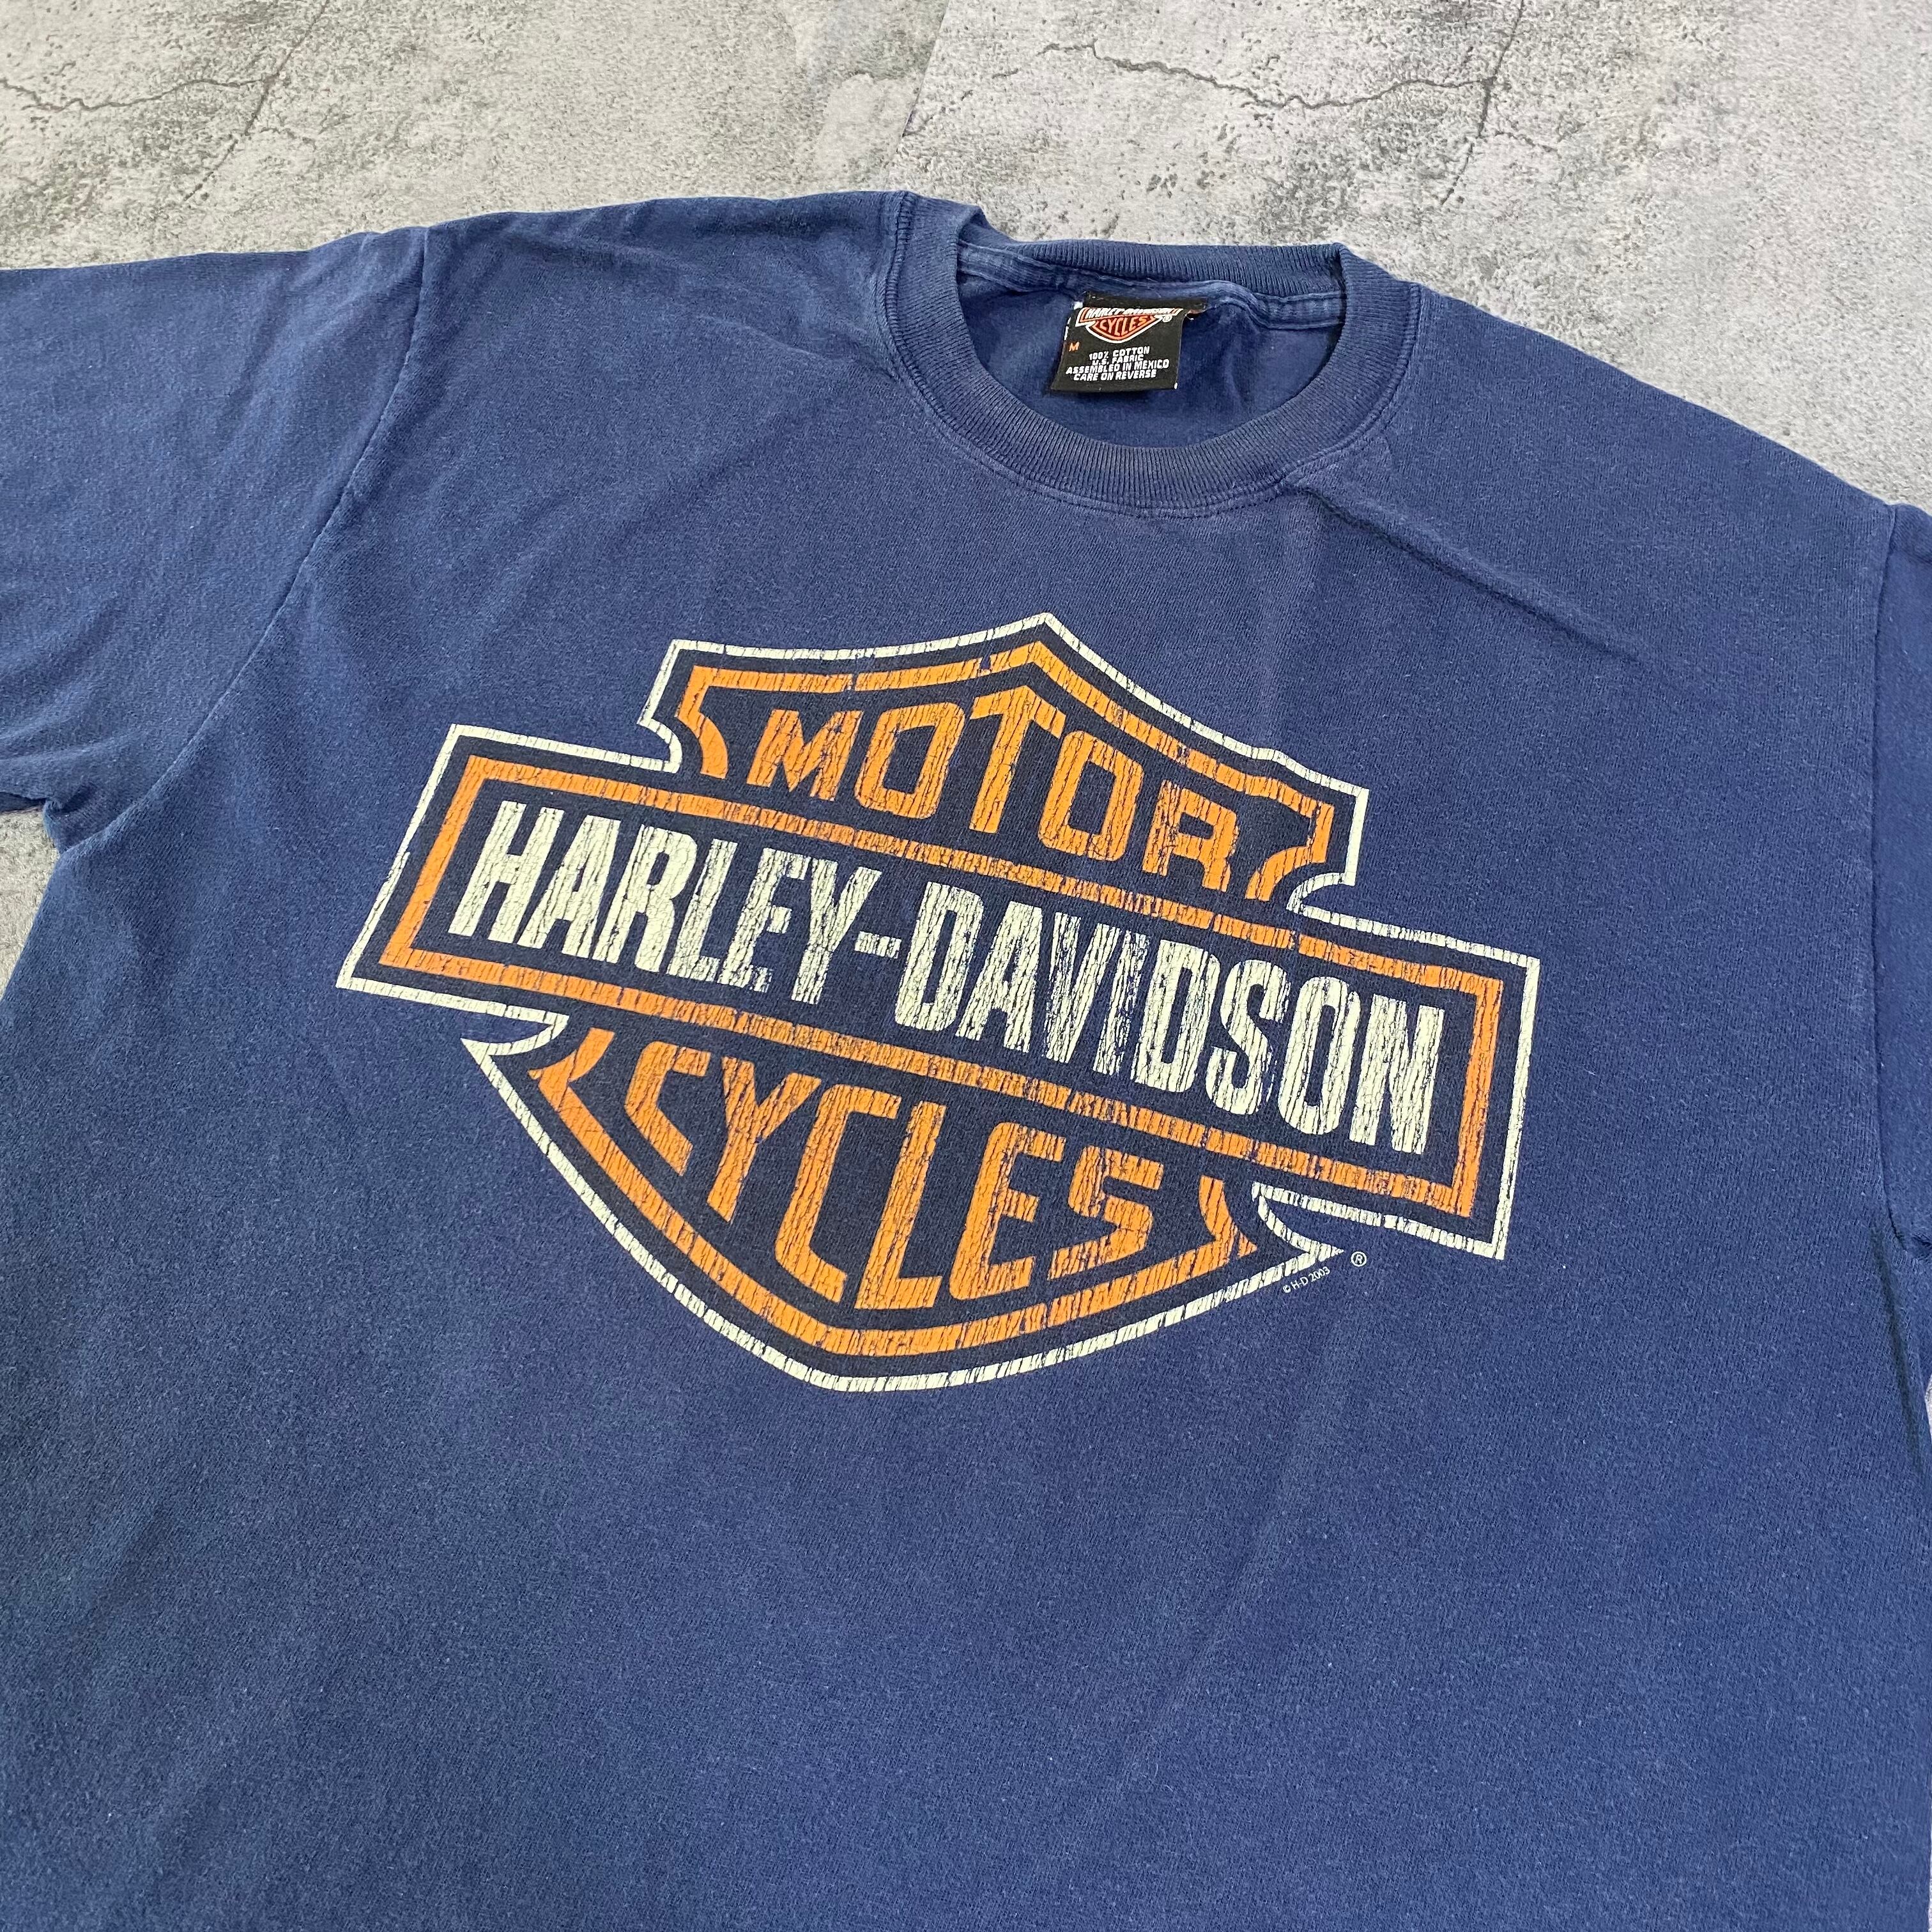 HARLEY-DAVIDSON
CYCLES
M
100% COTTON
U.S. FABRIC
ASSEMBLED IN MEXICO
CARE ON REVERSE
MOTOR
HARLEY-DAVIDSON
CYCLES
®
© H-D 2003